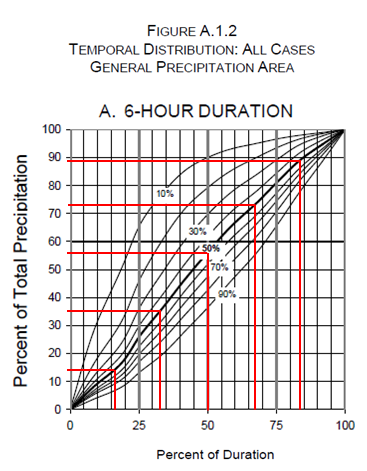 FIGURE A.1.2
TEMPORAL DISTRIBUTION: ALL CASES
GENERAL PRECIPITATION AREA
A. 6-HOUR DURATION
Percent of Total Precipitation
100
90
80
70
60
50
40
30
20
10
0
10%
30%
50%
70%
90%
0 25 50 75 100
Percent of Duration